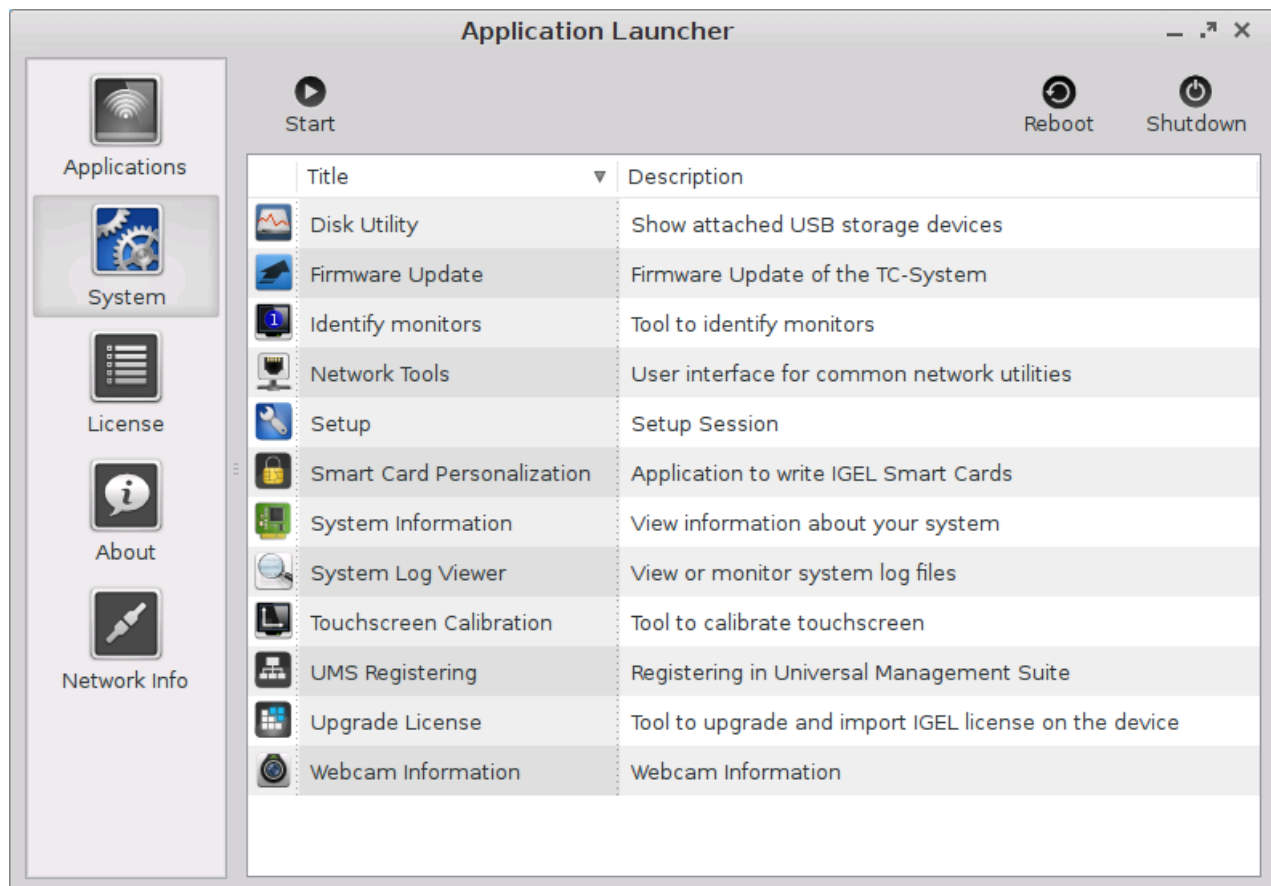 Application Launcher
Applications
System
License
About
Network Info
Start
Reboot
Shutdown
Title Description
Disk Utility Show attached USB storage devices
Firmware Update Firmware Update of the TC-System
1 Identify monitors Tool to identify monitors
Network Tools User interface for common network utilities
Setup Setup Session
Smart Card Personalization Application to write IGEL Smart Cards
System Information View information about your system
System Log Viewer View or monitor system log files
Touchscreen Calibration Tool to calibrate touchscreen
UMS Registering Registering in Universal Management Suite
Upgrade License Tool to upgrade and import IGEL license on the device
Webcam Information Webcam Information